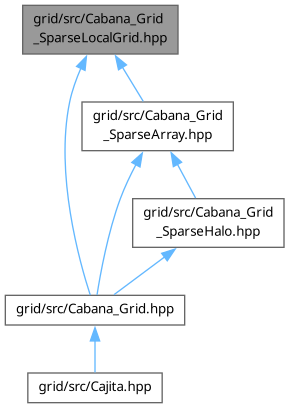 grid/src/Cabana_Grid
_SparseLocalGrid.hpp
grid/src/Cabana_Grid
_SparseArray.hpp
grid/src/Cabana_Grid
_SparseHalo.hpp
grid/src/Cabana_Grid.hpp
grid/src/Cajita.hpp